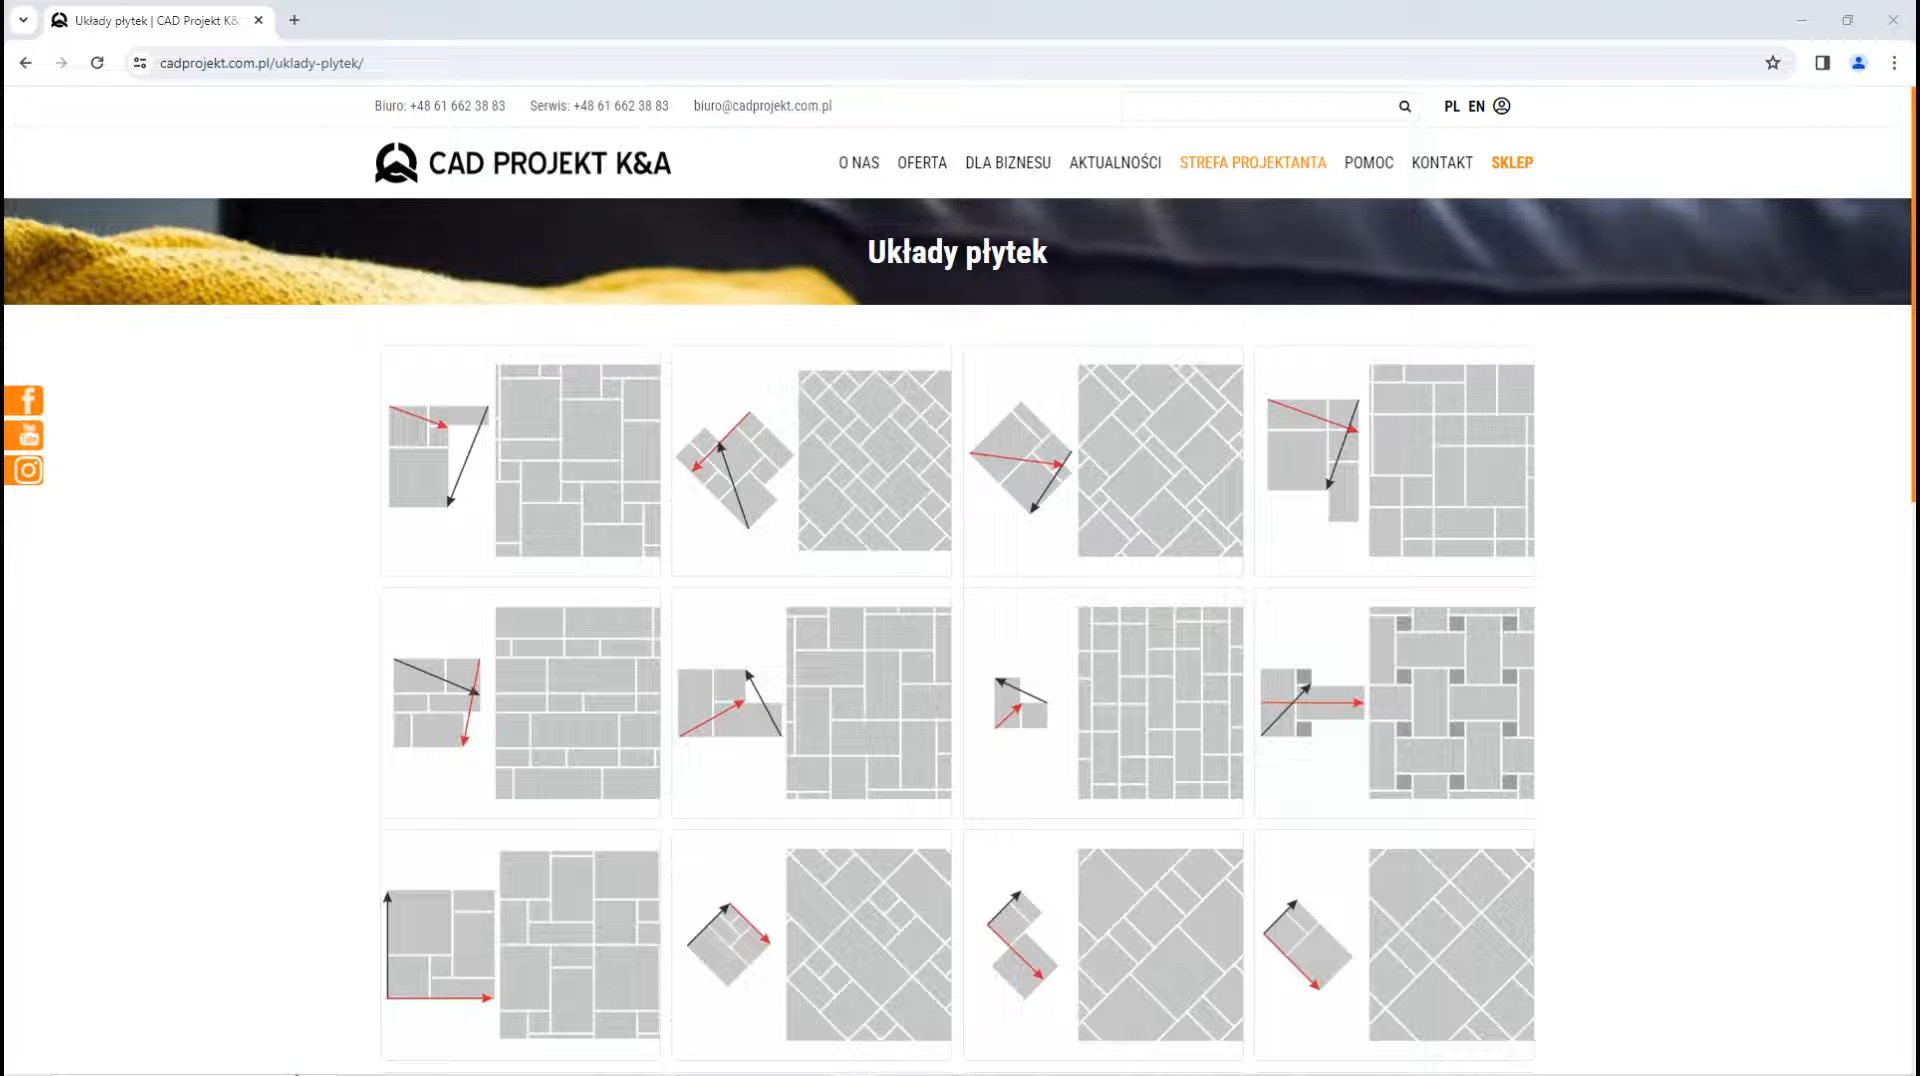 Układy płytek | CAD Projekt K&
cadprojekt.com.pl/uklady-plytek/
Biuro: +48 61 662 38 83 Serwis: +48 61 662 38 83 biuro@cadprojekt.com.pl PL EN
CAD PROJEKT K&A O NAS OFERTA DLA BIZNESU AKTUALNOŚCI STREFA PROJEKTANTA POMOC KONTAKT SKLEP
Układy płytek
f
You
Tube